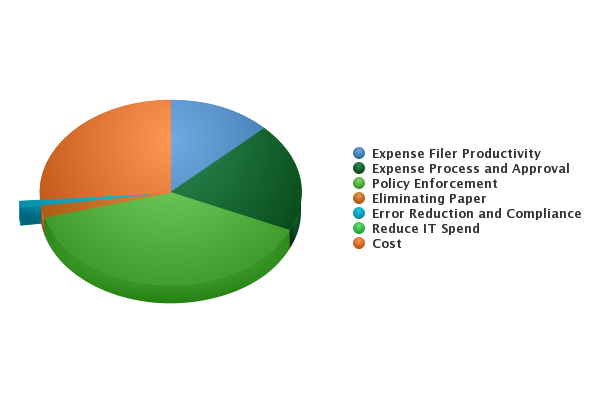 Expense Filer Productivity
Expense Process and Approval
Policy Enforcement
Eliminating Paper
Error Reduction and Compliance
Reduce IT Spend
Cost